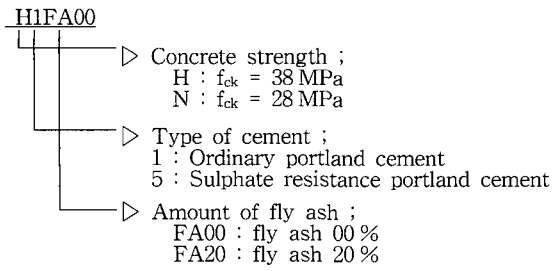 H1FA00
Concrete strength ;
H : fck = 38 MPa
N : fck = 28 MPa
Type of cement ;
1 : Ordinary portland cement
5 : Sulphate resistance portland cement
Amount of fly ash ;
FA00 : fly ash 00 %
FA20 : fly ash 20 %